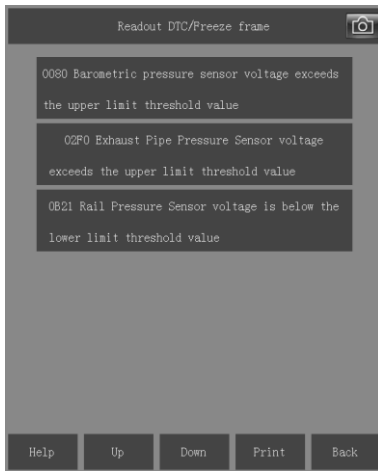 Readout DTC/Freeze frame
0080 Barometric pressure sensor voltage exceeds
the upper limit threshold value
02F0 Exhaust Pipe Pressure Sensor voltage
exceeds the upper limit threshold value
0B21 Rail Pressure Sensor voltage is below the
lower limit threshold value
Help Up Down Print Back